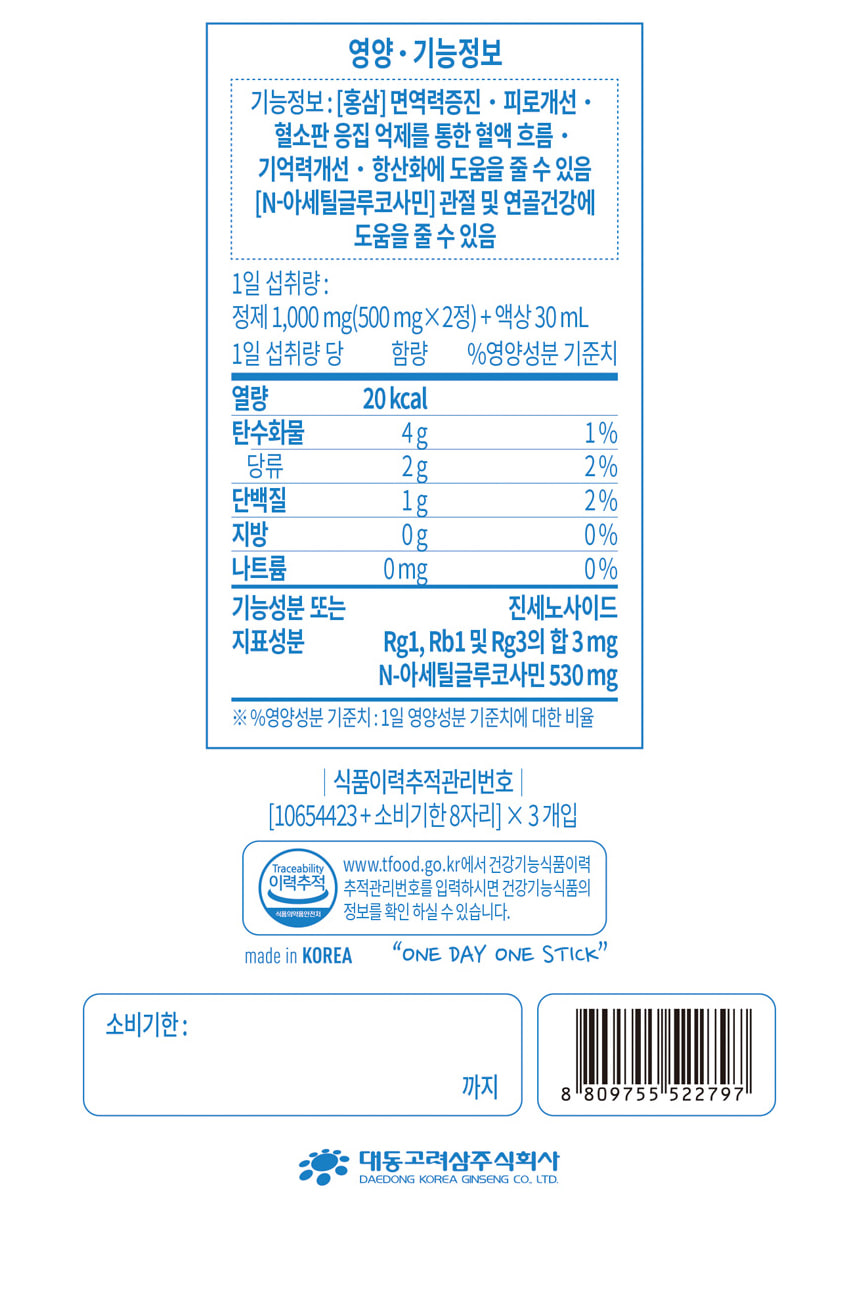 영양 · 기능정보
기능정보 : [홍삼] 면역력증진 · 피로개선 ·
혈소판 응집 억제를 통한 혈액 흐름 ·
기억력개선 · 항산화에 도움을 줄 수 있음
[N-아세틸글루코사민] 관절 및 연골건강에
도움을 줄 수 있음
1일 섭취량 :
정제 1,000 mg(500 mg×2정) + 액상 30 mL
1일 섭취량 당 함량 %영양성분 기준치
열량 20 kcal
탄수화물 4 g 1 %
당류 2 g 2 %
단백질 1 g 2 %
지방 0 g 0 %
나트륨 0 mg 0 %
기능성분 또는 진세노사이드
지표성분 Rg1, Rb1 및 Rg3의 합 3 mg
N-아세틸글루코사민 530 mg
※ %영양성분 기준치 : 1일 영양성분 기준치에 대한 비율
| 식품이력추적관리번호 |
[10654423 + 소비기한 8자리] × 3 개입
Traceability
이력추적
식품의약품안전처
www.tfood.go.kr에서 건강기능식품이력
추적관리번호를 입력하시면 건강기능식품의
정보를 확인 하실 수 있습니다.
made in KOREA "ONE DAY ONE STICK"
소비기한 :
까지
8 809755 522797
대동고려삼주식회사
DAEDONG KOREA GINSENG CO., LTD.